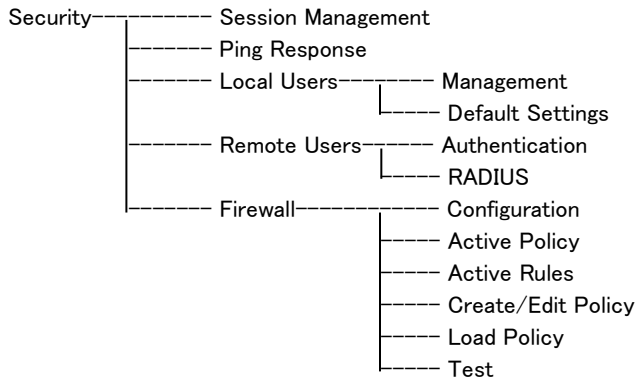 Security--------- Session Management
------- Ping Response
------- Local Users-------- Management
----- Default Settings
------- Remote Users------ Authentication
----- RADIUS
------- Firewall------------- Configuration
----- Active Policy
----- Active Rules
----- Create/Edit Policy
----- Load Policy
----- Test